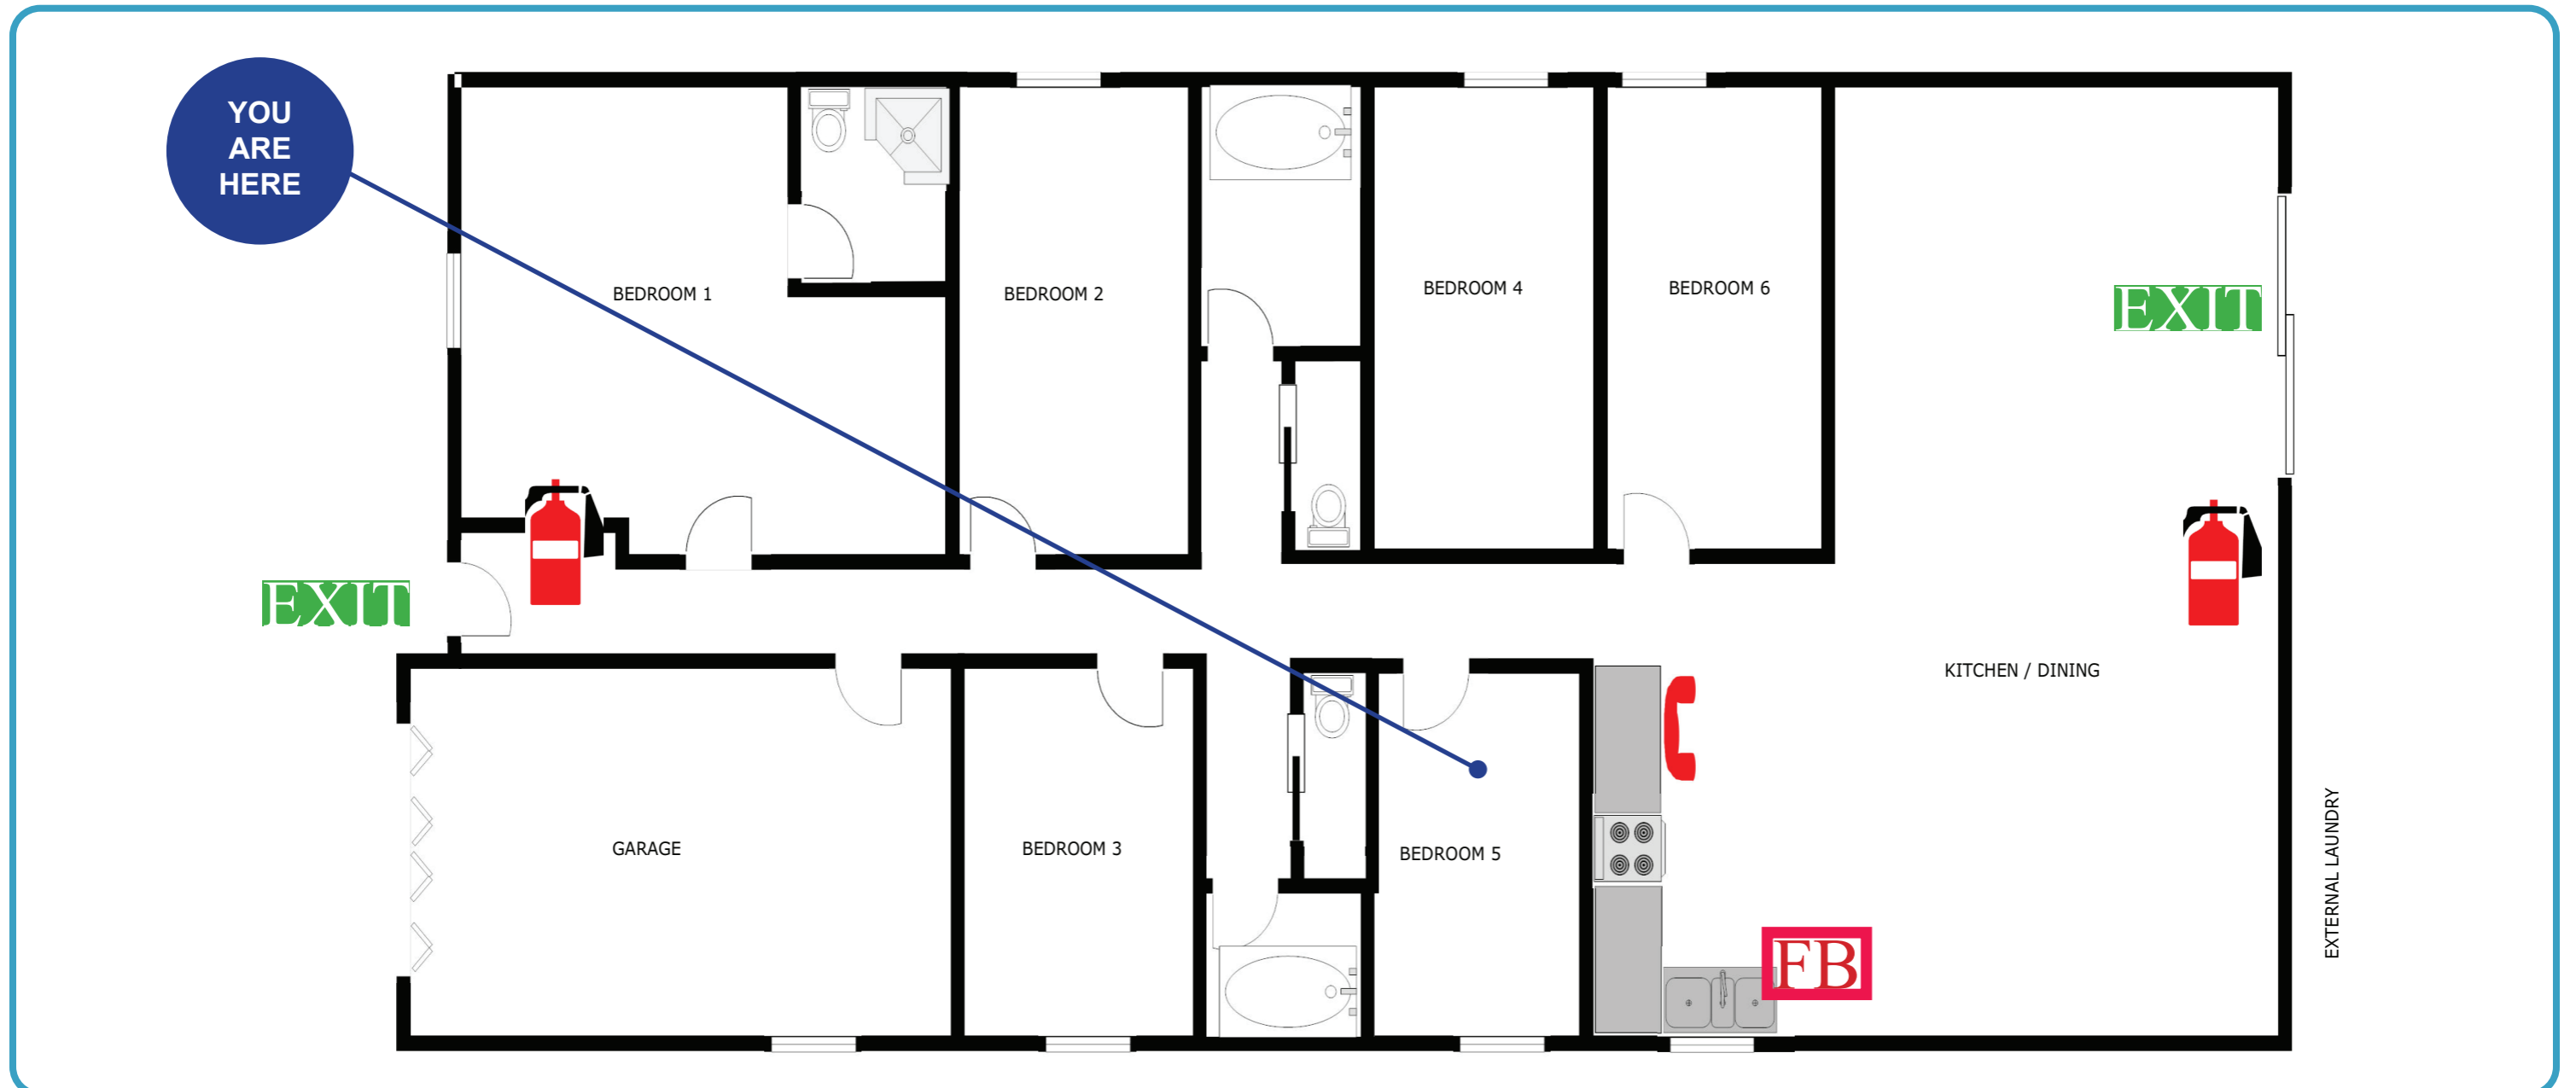 YOU
ARE
HERE
BEDROOM 1
BEDROOM 2
BEDROOM 4
BEDROOM 6
EXIT
EXIT
KITCHEN / DINING
GARAGE
BEDROOM 3
BEDROOM 5
EXTERNAL LAUNDRY
FB